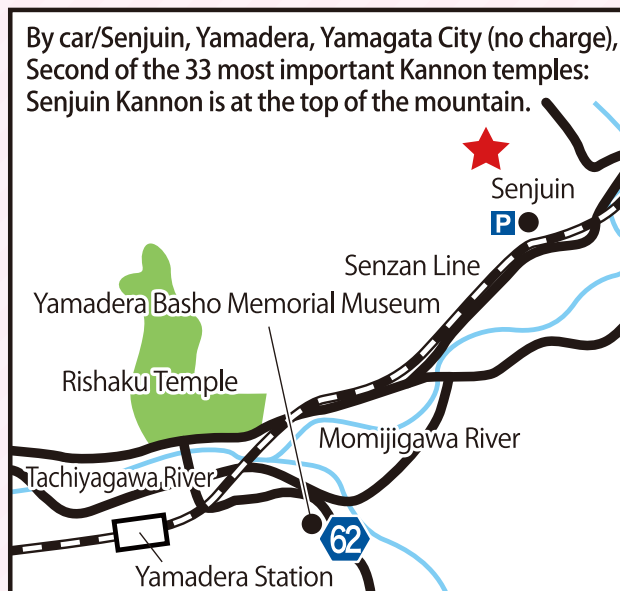 By car/Senjuin, Yamadera, Yamagata City (no charge),
Second of the 33 most important Kannon temples:
Senjuin Kannon is at the top of the mountain.
Senjuin
P
Senzan Line
Yamadera Basho Memorial Museum
Rishaku Temple
Momijigawa River
Tachiyagawa River
62
Yamadera Station